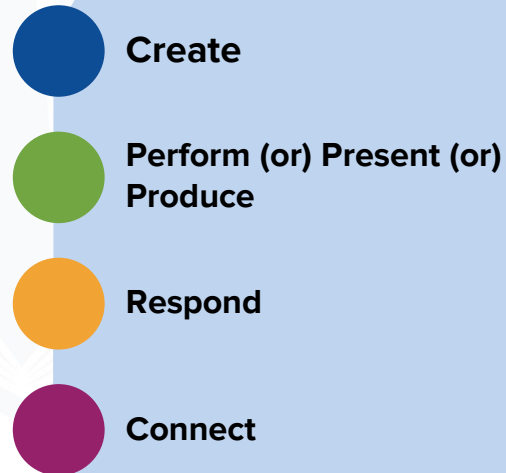 Create
Perform (or) Present (or)
Produce
Respond
Connect